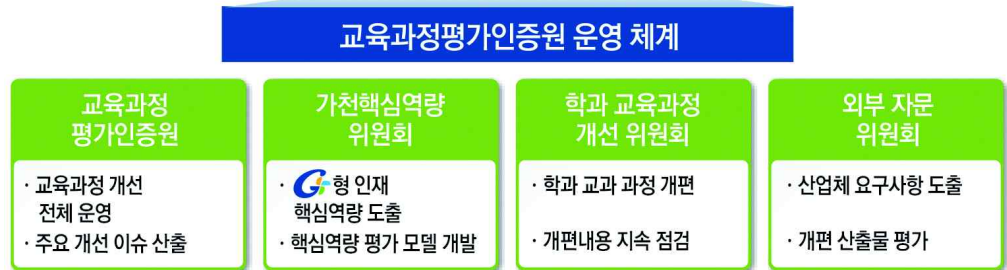 교육과정평가인증원 운영 체계
교육과정
평가인증원
· 교육과정 개선
전체 운영
· 주요 개선 이슈 산출
가천핵심역량
위원회
· G형 인재
핵심역량 도출
· 핵심역량 평가 모델 개발
학과 교육과정
개선 위원회
· 학과 교과 과정 개편
· 개편내용 지속 점검
외부 자문
위원회
· 산업체 요구사항 도출
· 개편 산출물 평가